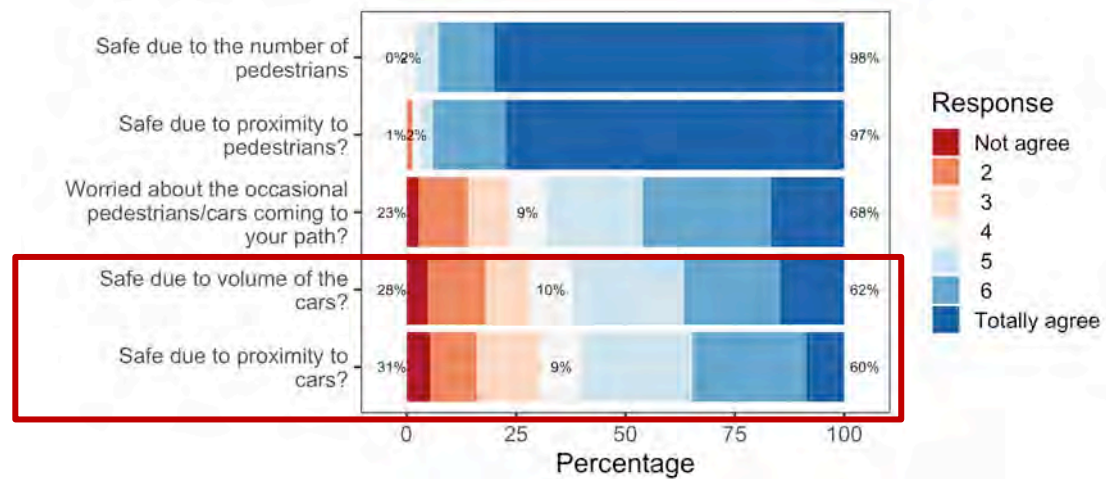 Safe due to the number of
pedestrians
0%2%
98%
Safe due to proximity to
pedestrians?
1%2%
97%
Worried about the occasional
pedestrians/cars coming to
your path?
23%
9%
68%
Safe due to volume of the
cars?
28%
10%
62%
Safe due to proximity to
cars?
31%
9%
60%
0 25 50 75 100
Percentage
Response
Not agree
2
3
4
5
6
Totally agree